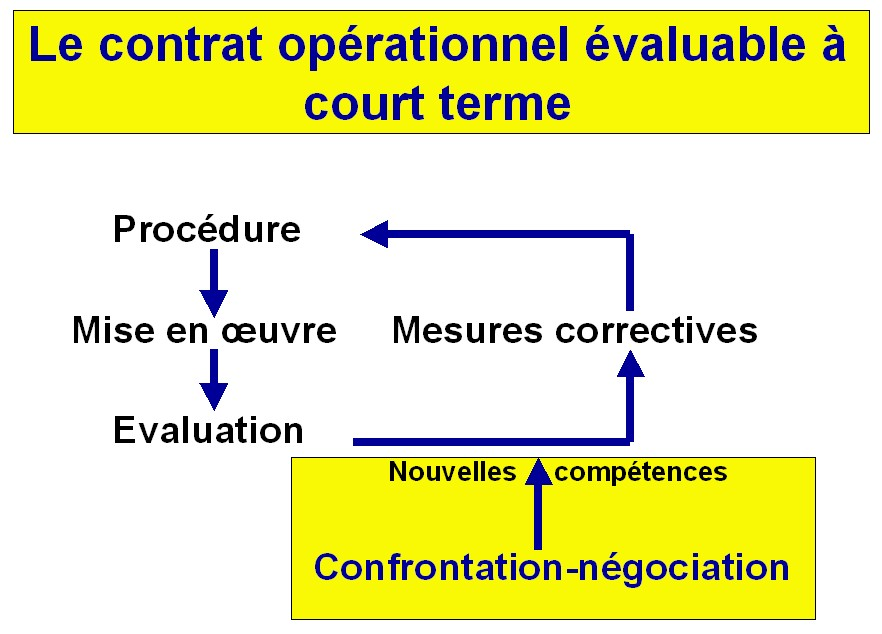 Le contrat opérationnel évaluable à
court terme
Procédure
Mise en œuvre
Mesures correctives
Evaluation
Nouvelles compétences
Confrontation-négociation